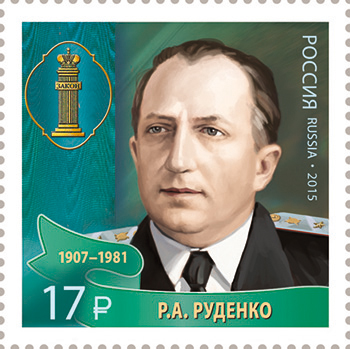 ЗАКОН
РОССИЯ RUSSIA • 2015
1907–1981
17 ₽
Р.А. РУДЕНКО